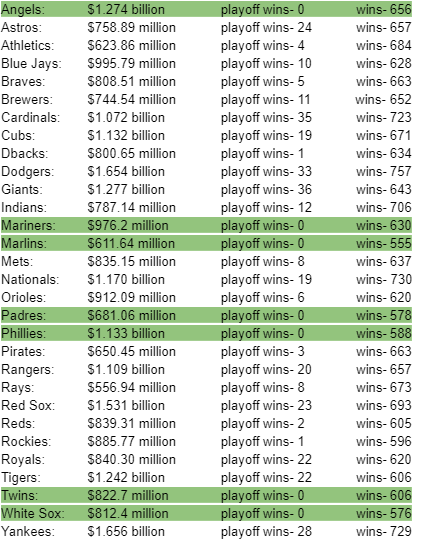 Angels: $1.274 billion playoff wins- 0 wins- 656
Astros: $758.89 million playoff wins- 24 wins- 657
Athletics: $623.86 million playoff wins- 4 wins- 684
Blue Jays: $995.79 million playoff wins- 10 wins- 628
Braves: $808.51 million playoff wins- 5 wins- 663
Brewers: $744.54 million playoff wins- 11 wins- 652
Cardinals: $1.072 billion playoff wins- 35 wins- 723
Cubs: $1.132 billion playoff wins- 19 wins- 671
Dbacks: $800.65 million playoff wins- 1 wins- 634
Dodgers: $1.654 billion playoff wins- 33 wins- 757
Giants: $1.277 billion playoff wins- 36 wins- 643
Indians: $787.14 million playoff wins- 12 wins- 706
Mariners: $976.2 million playoff wins- 0 wins- 630
Marlins: $611.64 million playoff wins- 0 wins- 555
Mets: $835.15 million playoff wins- 8 wins- 637
Nationals: $1.170 billion playoff wins- 19 wins- 730
Orioles: $912.09 million playoff wins- 6 wins- 620
Padres: $681.06 million playoff wins- 0 wins- 578
Phillies: $1.133 billion playoff wins- 0 wins- 588
Pirates: $650.45 million playoff wins- 3 wins- 663
Rangers: $1.109 billion playoff wins- 20 wins- 657
Rays: $556.94 million playoff wins- 8 wins- 673
Red Sox: $1.531 billion playoff wins- 23 wins- 693
Reds: $839.31 million playoff wins- 2 wins- 605
Rockies: $885.77 million playoff wins- 1 wins- 596
Royals: $840.30 million playoff wins- 22 wins- 620
Tigers: $1.242 billion playoff wins- 22 wins- 606
Twins: $822.7 million playoff wins- 0 wins- 606
White Sox: $812.4 million playoff wins- 0 wins- 576
Yankees: $1.656 billion playoff wins- 28 wins- 729